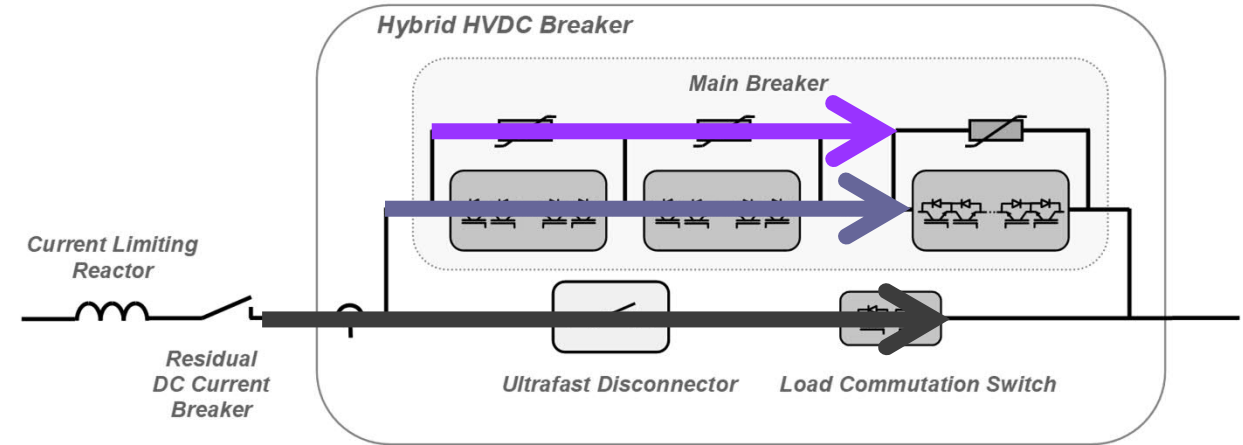 Hybrid HVDC Breaker
Main Breaker
Current Limiting
Reactor
Residual
DC Current
Breaker
Ultrafast Disconnector
Load Commutation Switch